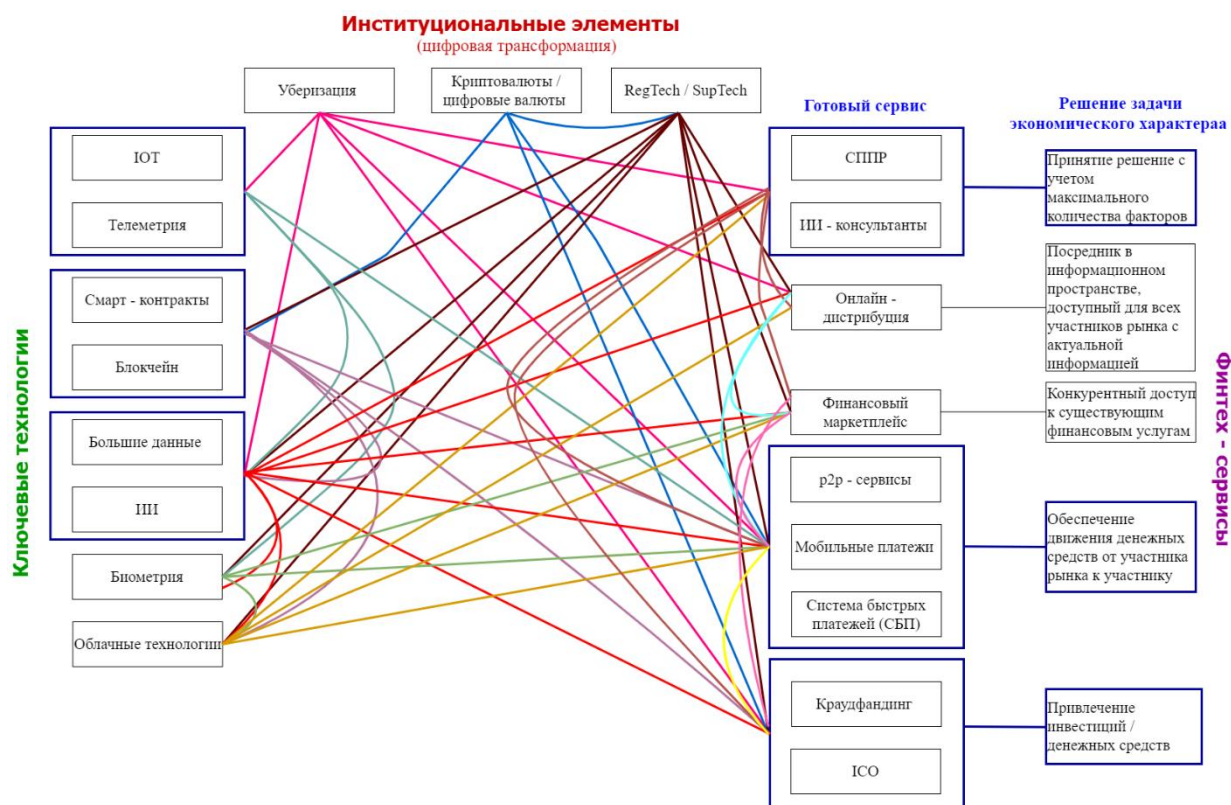 Институциональные элементы
(цифровая трансформация)
Уберизация
Криптовалюты /
цифровые валюты
RegTech / SupTech
Готовый сервис
Решение задачи
экономического характераа
Ключевые технологии
IOT
Телеметрия
Смарт - контракты
Блокчейн
Большие данные
ИИ
Биометрия
Облачные технологии
СППР
ИИ - консультанты
Онлайн -
дистрибуция
Финансовый
маркетплейс
p2p - сервисы
Мобильные платежи
Система быстрых
платежей (СБП)
Краудфандинг
ICO
Принятие решение с
учетом
максимального
количества факторов
Посредник в
информационном
пространстве,
доступный для всех
участников рынка с
актуальной
информацией
Конкурентный доступ
к существующим
финансовым услугам
Обеспечение
движения денежных
средств от участника
рынка к участнику
Привлечение
инвестиций /
денежных средств
Финтех - сервисы